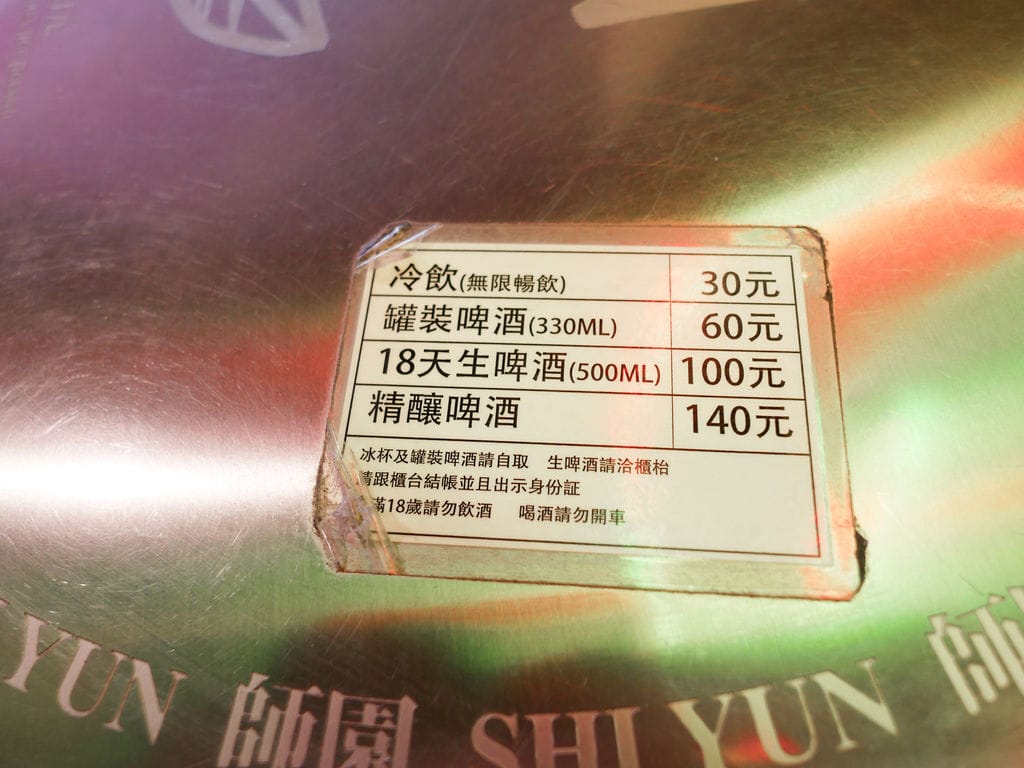 冷飲(無限暢飲) 30元
罐裝啤酒(330ML) 60元
18天生啤酒(500ML) 100元
精釀啤酒 140元
冰杯及罐裝啤酒請自取 生啤酒請洽櫃枱
請跟櫃台結帳並且出示身份証
滿18歲請勿飲酒 喝酒請勿開車
YUN 師園 SHI YUN 師